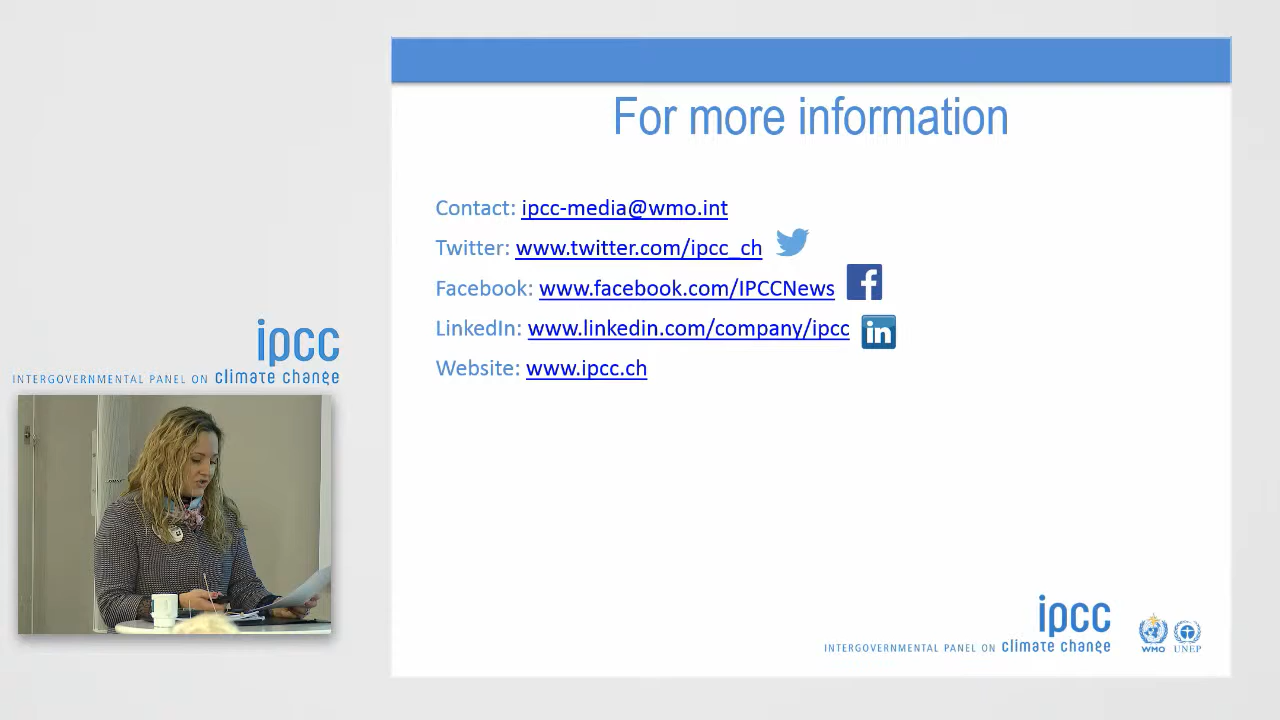 For more information
Contact: ipcc-media@wmo.int
Twitter: www.twitter.com/ipcc_ch
Facebook: www.facebook.com/IPCCNews
LinkedIn: www.linkedin.com/company/ipcc
Website: www.ipcc.ch
ipcc
INTERGOVERNMENTAL PANEL ON climate change
ipcc
INTERGOVERNMENTAL PANEL ON climate change
WMO UNEP